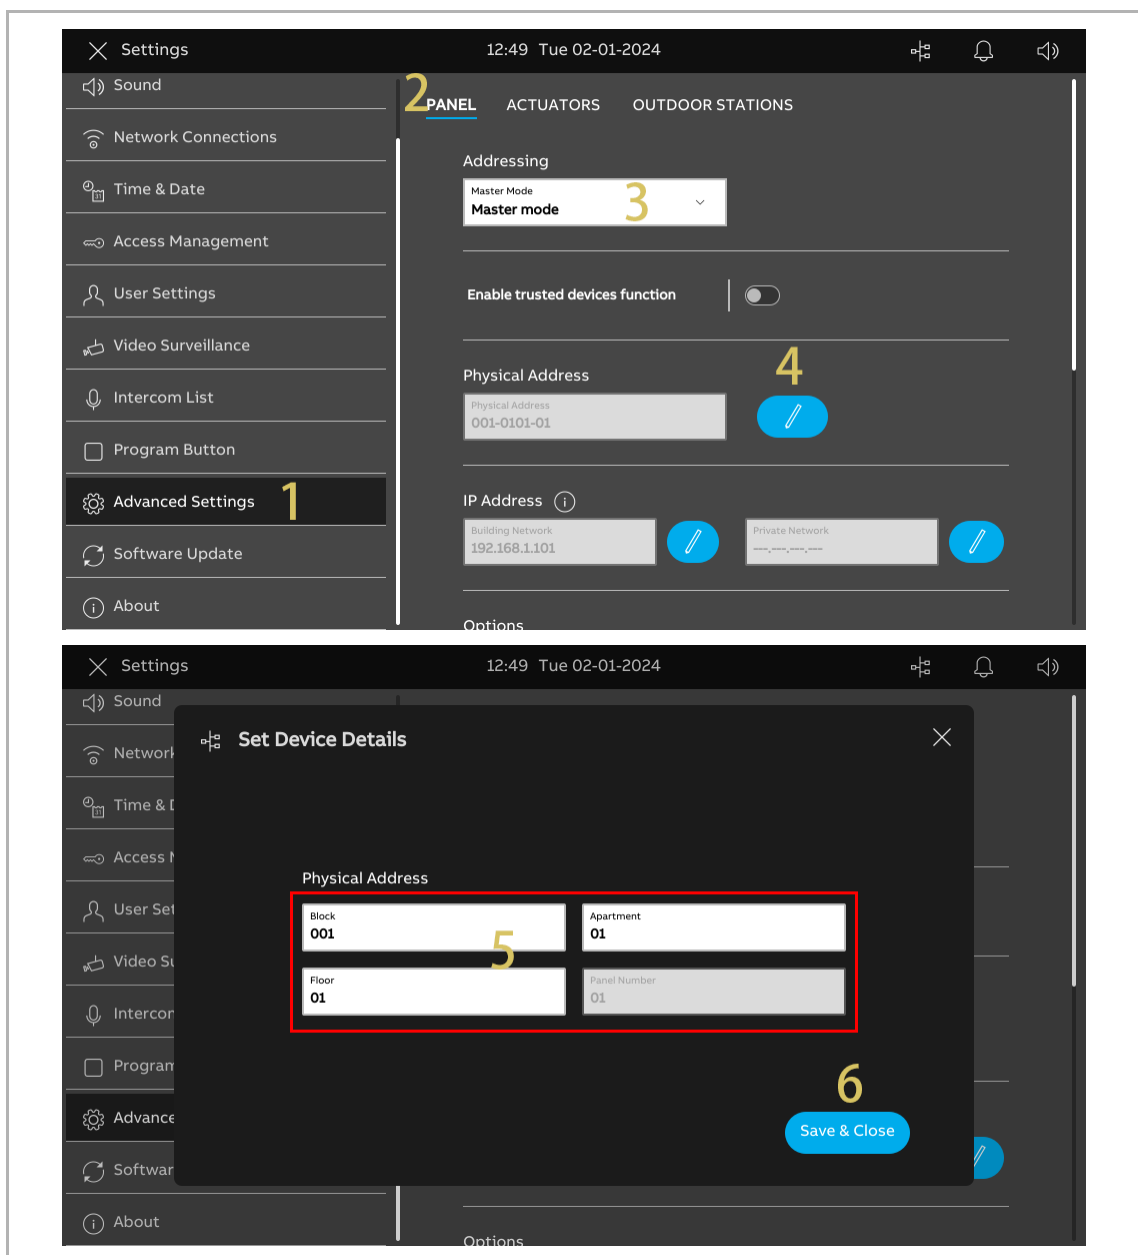 Settings
12:49 Tue 02-01-2024
Sound
Network Connections
Time & Date
Access Management
User Settings
Video Surveillance
Intercom List
Program Button
Advanced Settings
1
Software Update
About
2
PANEL ACTUATORS OUTDOOR STATIONS
Addressing
Master Mode
Master mode
3
Enable trusted devices function
4
Physical Address
Physical Address
001-0101-01
IP Address
Building Network
192.168.1.101
Private Network
---.---.---.---
Options
Settings
12:49 Tue 02-01-2024
Sound
Network
Time & D
Access M
User Set
Video Su
Intercom
Program
Advance
Softwar
About
Set Device Details
Physical Address
Block
001
Apartment
01
5
Floor
01
Panel Number
01
6
Save & Close
Options